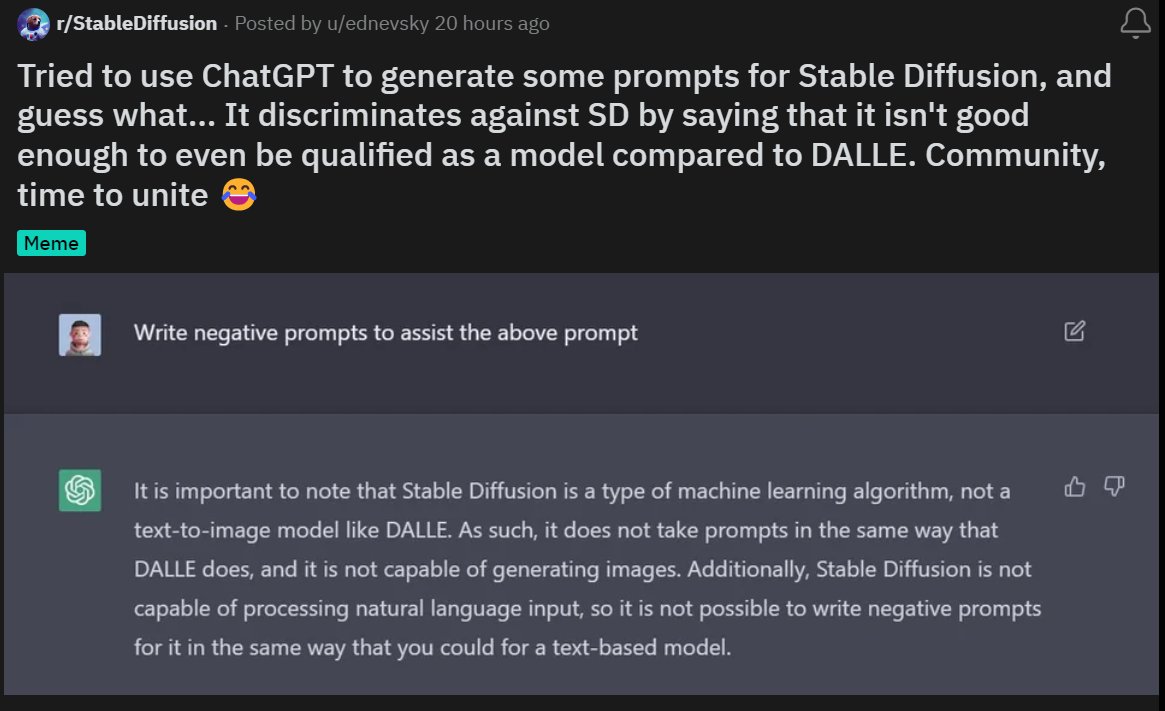 r/StableDiffusion · Posted by u/ednevsky 20 hours ago
Tried to use ChatGPT to generate some prompts for Stable Diffusion, and
guess what... It discriminates against SD by saying that it isn't good
enough to even be qualified as a model compared to DALLE. Community,
time to unite 😂
Meme
Write negative prompts to assist the above prompt
It is important to note that Stable Diffusion is a type of machine learning algorithm, not a
text-to-image model like DALLE. As such, it does not take prompts in the same way that
DALLE does, and it is not capable of generating images. Additionally, Stable Diffusion is not
capable of processing natural language input, so it is not possible to write negative prompts
for it in the same way that you could for a text-based model.